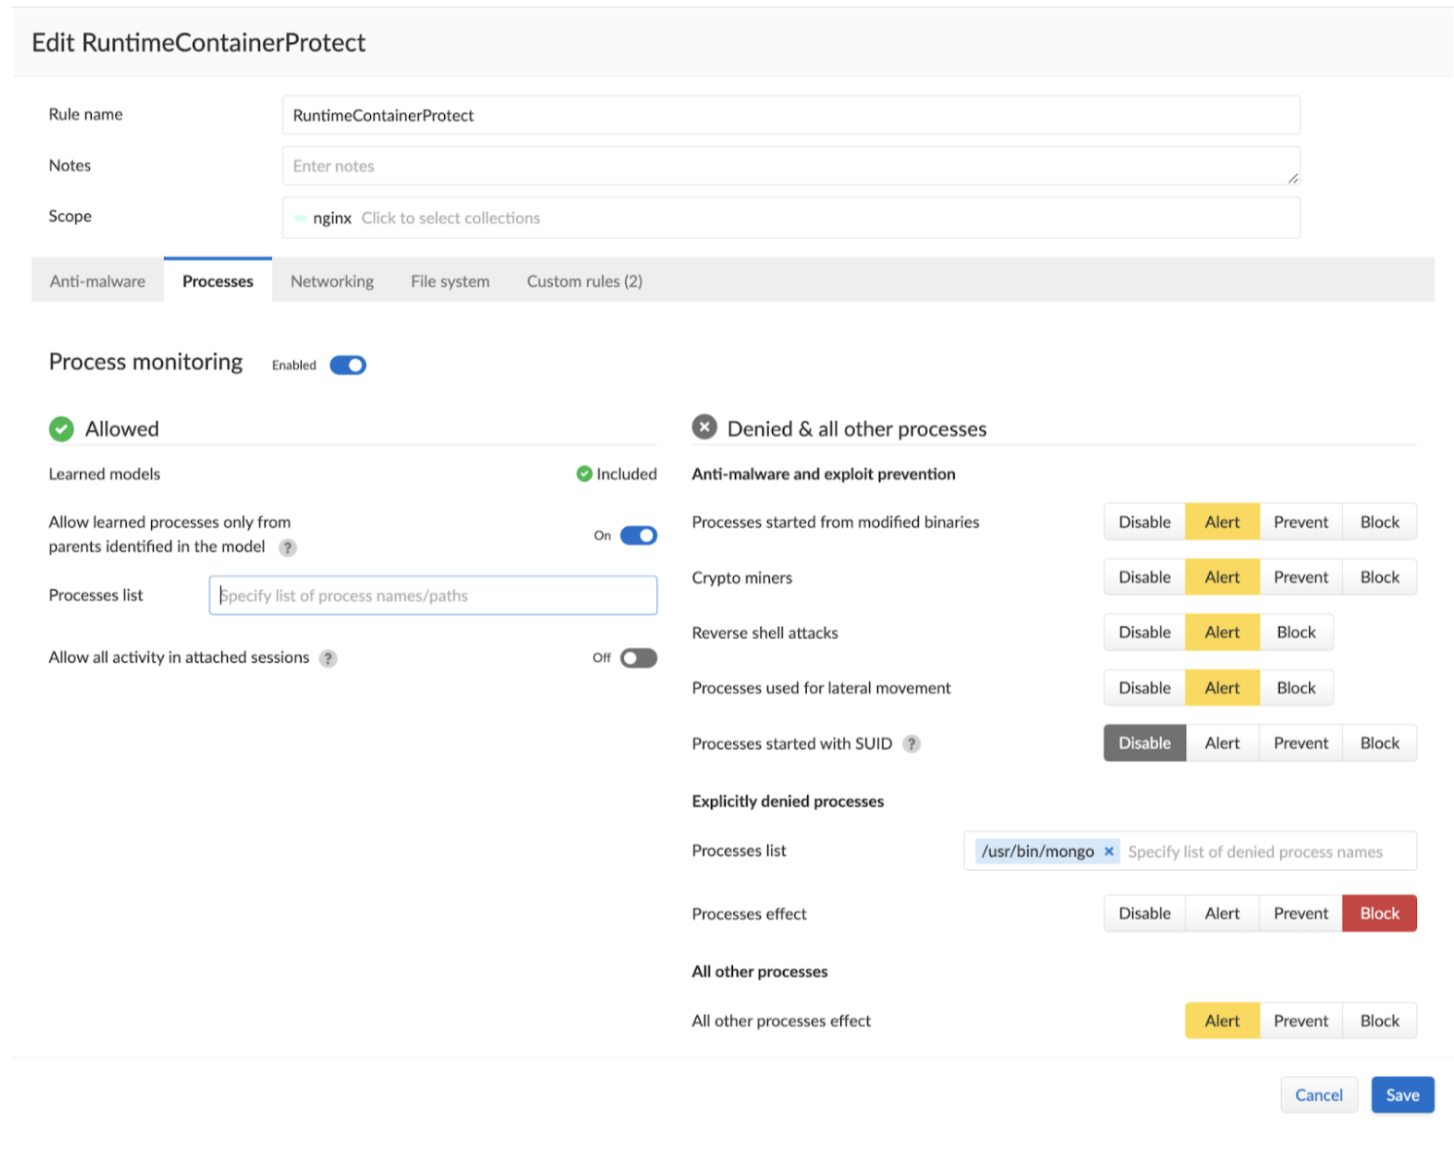 Edit RuntimeContainerProtect
Rule name RuntimeContainerProtect
Notes Enter notes
Scope nginx Click to select collections
Anti-malware Processes Networking File system Custom rules (2)
Process monitoring Enabled
Allowed
Learned models Included
Allow learned processes only from
parents identified in the model ? On
Processes list Specify list of process names/paths
Allow all activity in attached sessions ? Off
Denied & all other processes
Anti-malware and exploit prevention
Processes started from modified binaries Disable Alert Prevent Block
Crypto miners Disable Alert Prevent Block
Reverse shell attacks Disable Alert Block
Processes used for lateral movement Disable Alert Block
Processes started with SUID ? Disable Alert Prevent Block
Explicitly denied processes
Processes list /usr/bin/mongo × Specify list of denied process names
Processes effect Disable Alert Prevent Block
All other processes
All other processes effect Alert Prevent Block
Cancel Save